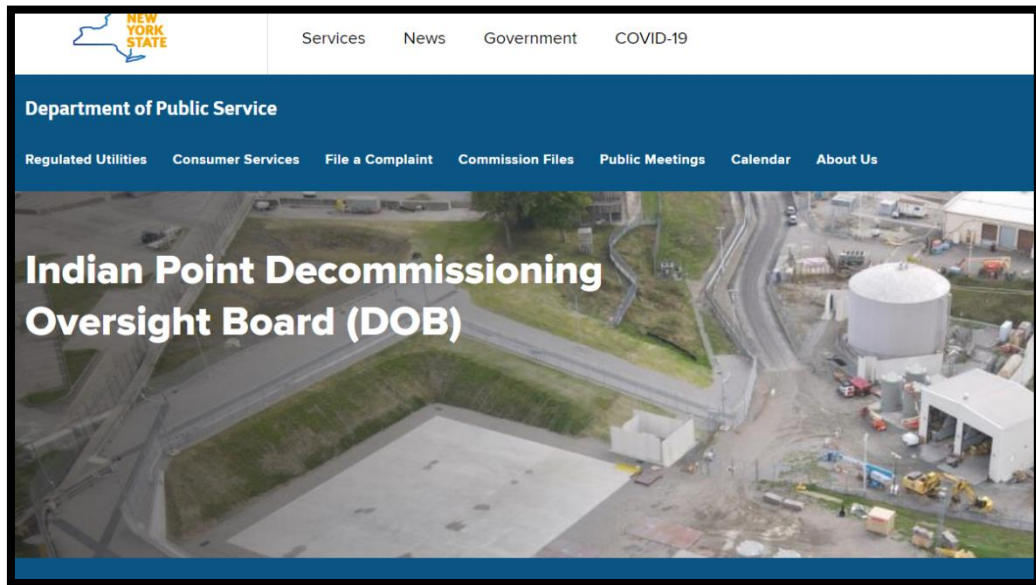 NEW
YORK
STATE
Services News Government COVID-19
Department of Public Service
Regulated Utilities Consumer Services File a Complaint Commission Files Public Meetings Calendar About Us
Indian Point Decommissioning
Oversight Board (DOB)